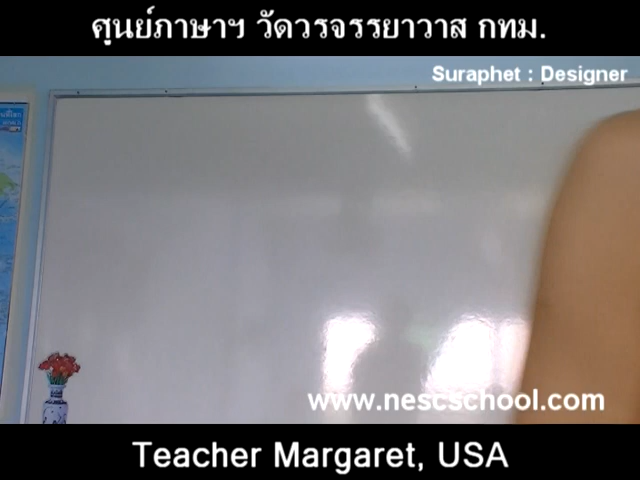 ศูนย์ภาษาฯ วัดวรจรรยาวาส กทม.
Suraphet : Designer
www.nescschool.com
Teacher Margaret, USA